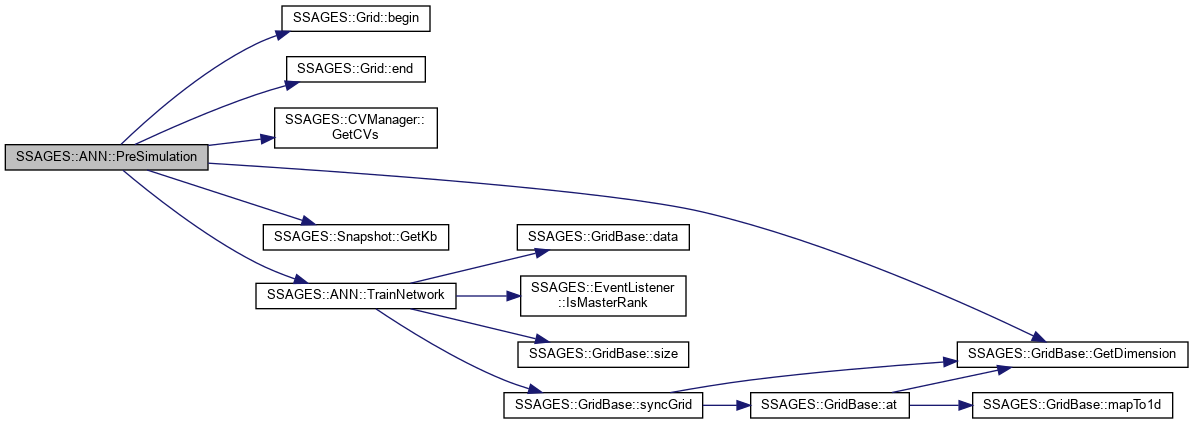 SSAGES::Grid::begin
SSAGES::Grid::end
SSAGES::CVManager::
GetCVs
SSAGES::ANN::PreSimulation
SSAGES::Snapshot::GetKb
SSAGES::GridBase::data
SSAGES::ANN::TrainNetwork
SSAGES::EventListener
::IsMasterRank
SSAGES::GridBase::size
SSAGES::GridBase::GetDimension
SSAGES::GridBase::syncGrid
SSAGES::GridBase::at
SSAGES::GridBase::mapTo1d